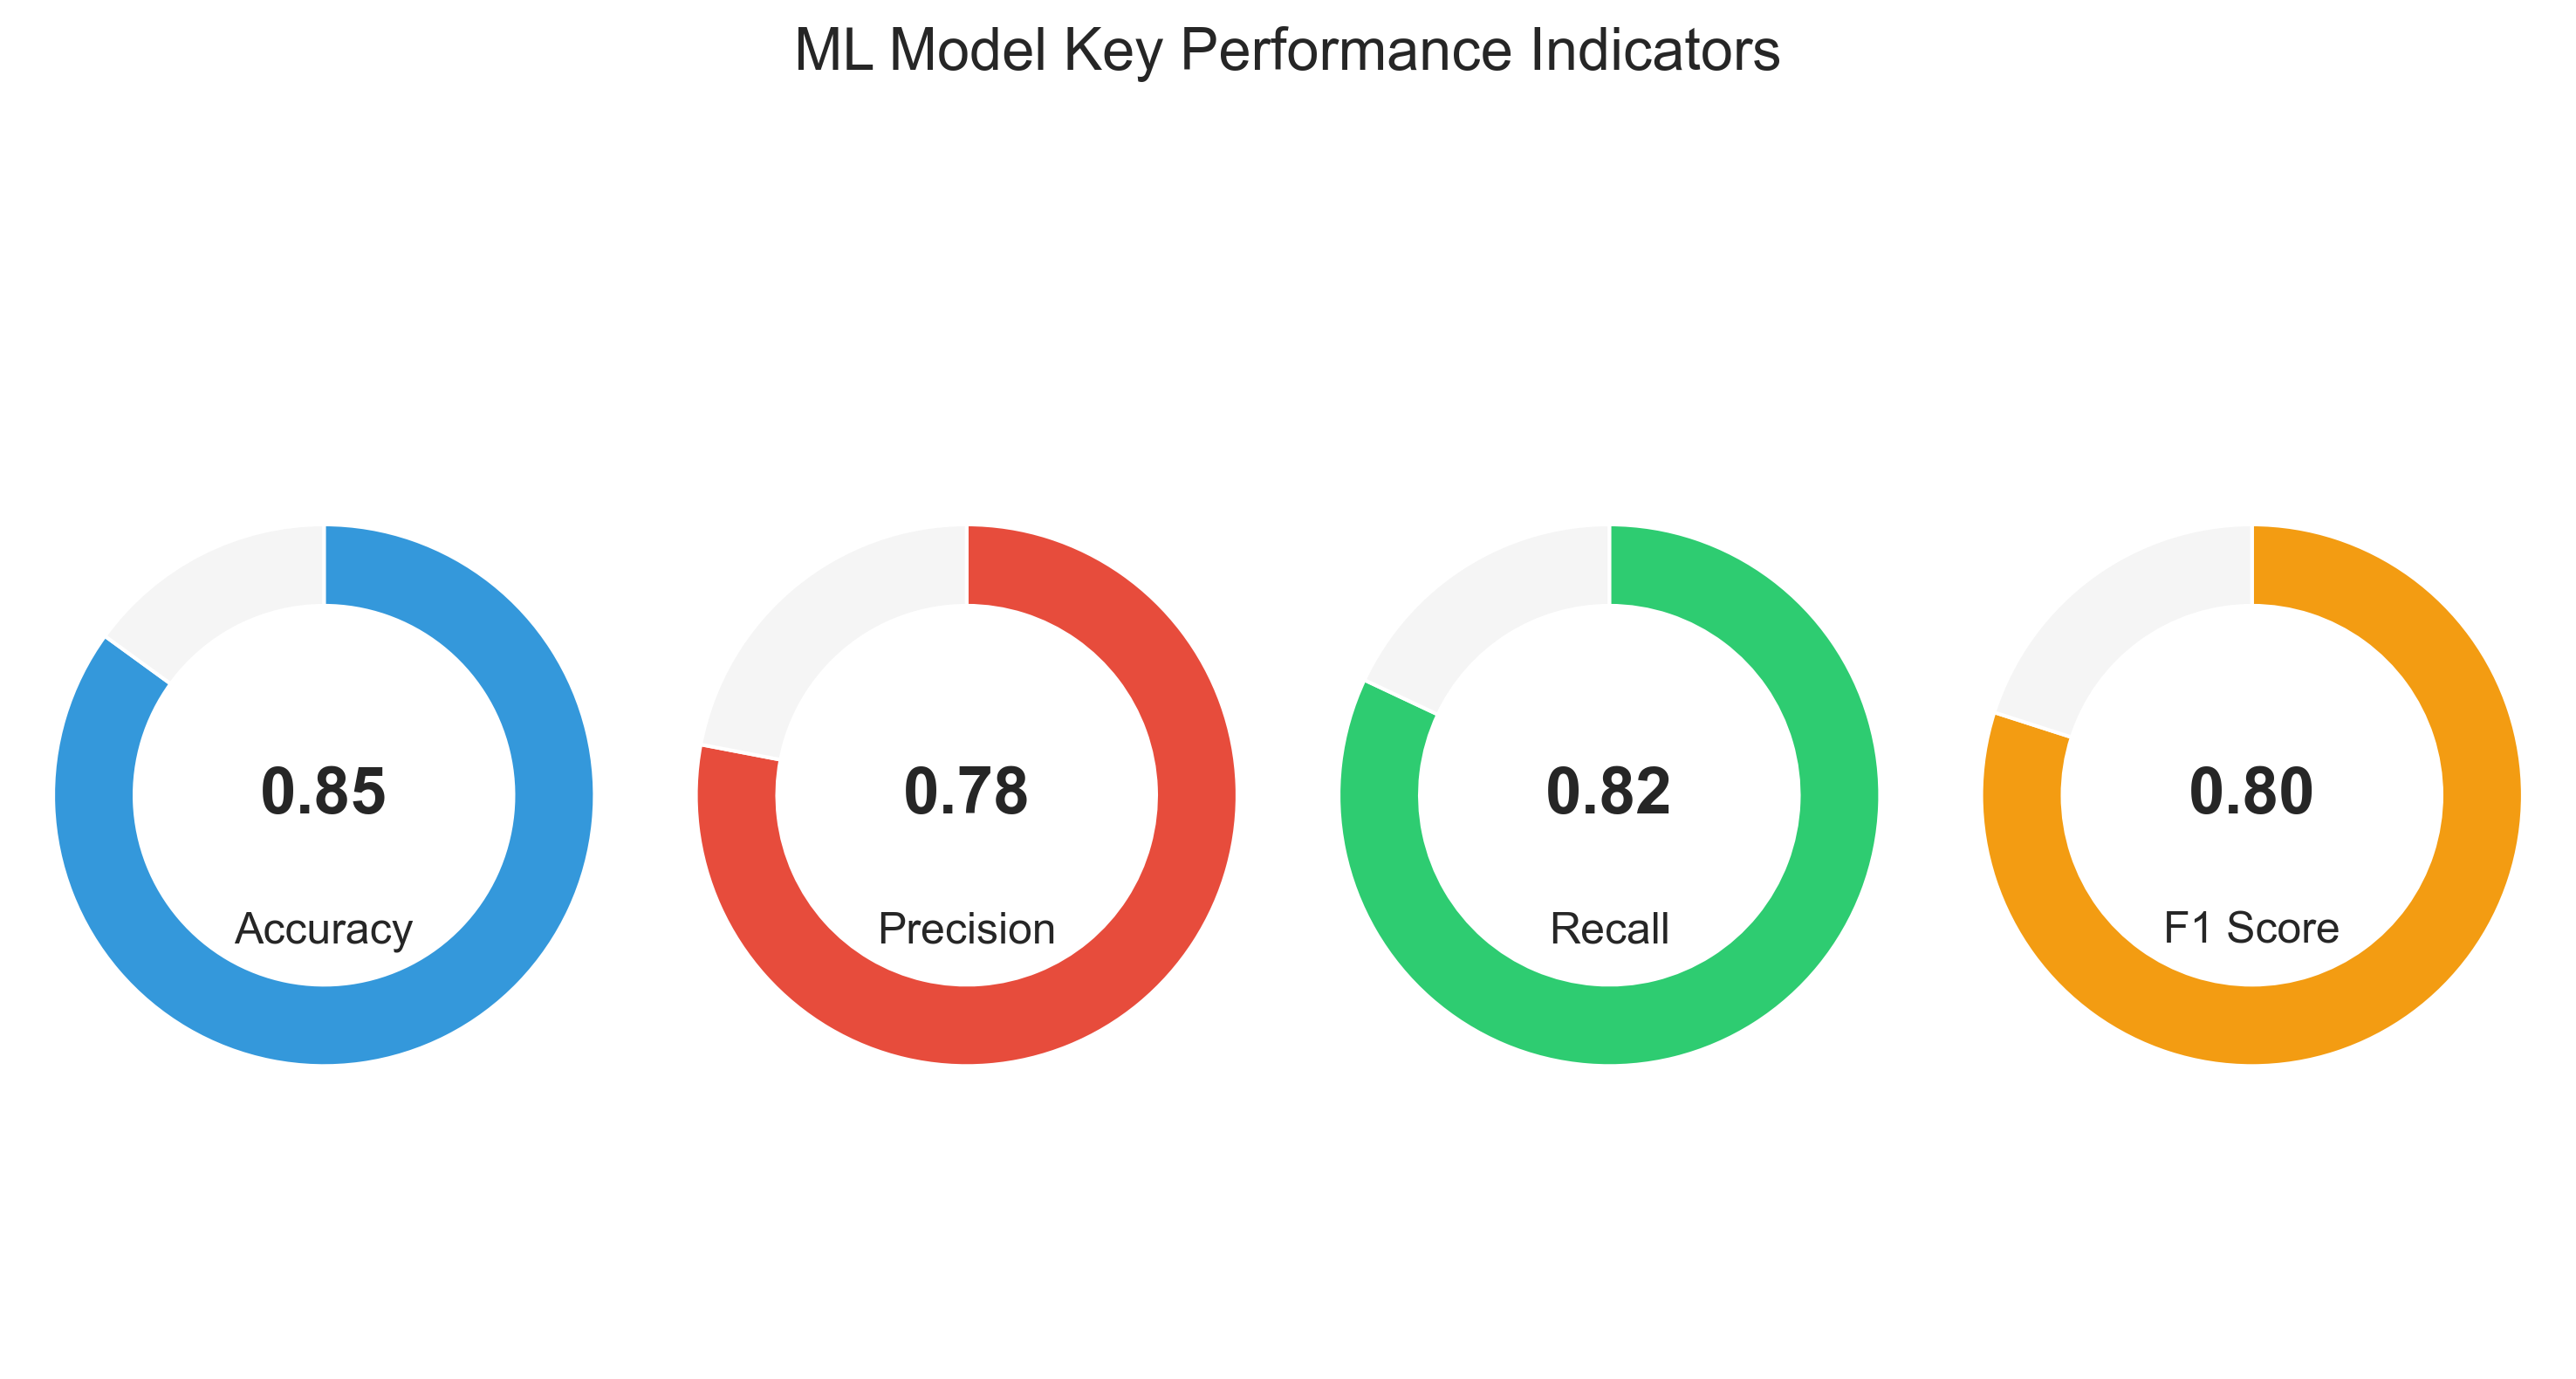 ML Model Key Performance Indicators
0.85
Accuracy
0.78
Precision
0.82
Recall
0.80
F1 Score